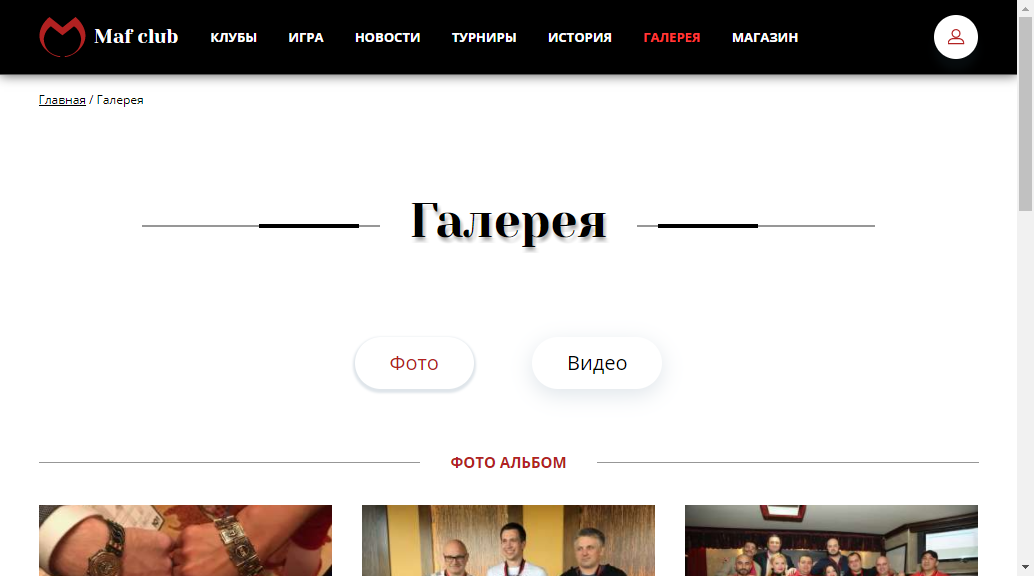 Maf club КЛУБЫ ИГРА НОВОСТИ ТУРНИРЫ ИСТОРИЯ ГАЛЕРЕЯ МАГАЗИН
Главная / Галерея
Галерея
Фото Видео
ФОТО АЛЬБОМ